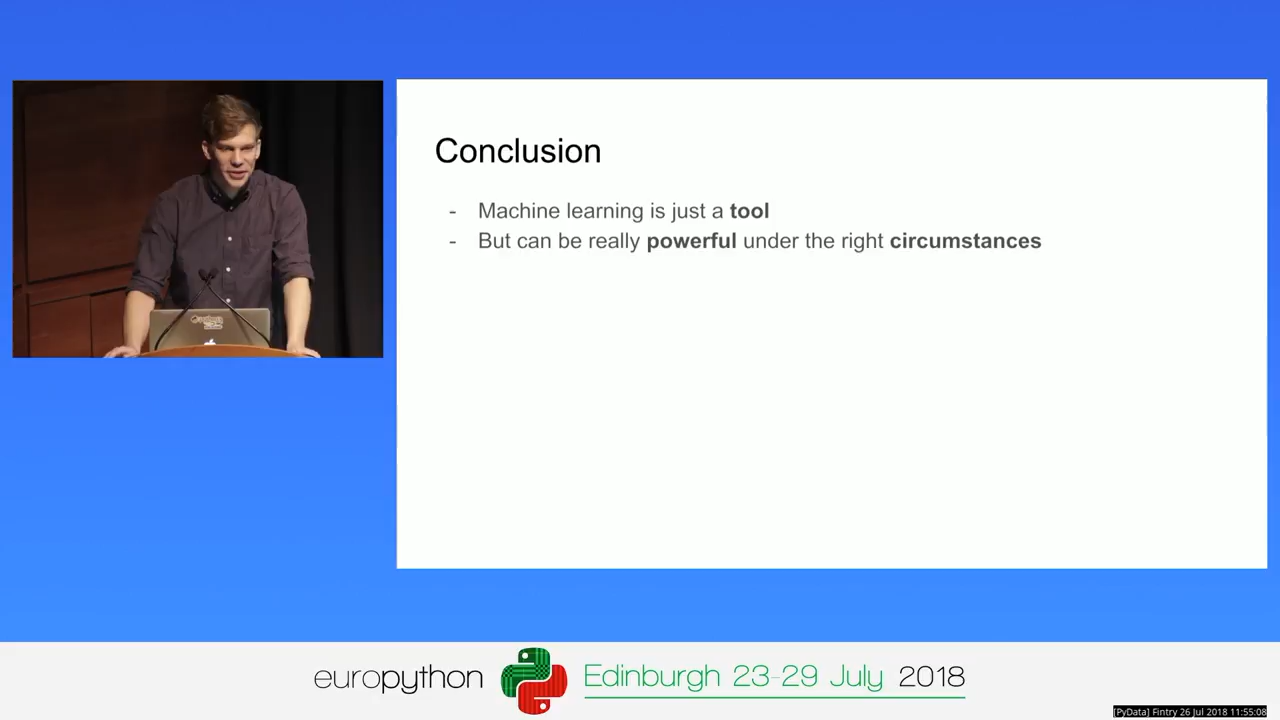 Conclusion
- Machine learning is just a tool
- But can be really powerful under the right circumstances
europython
Edinburgh 23-29 July 2018
[PyData] Fintry 26 Jul 2018 11:55:08